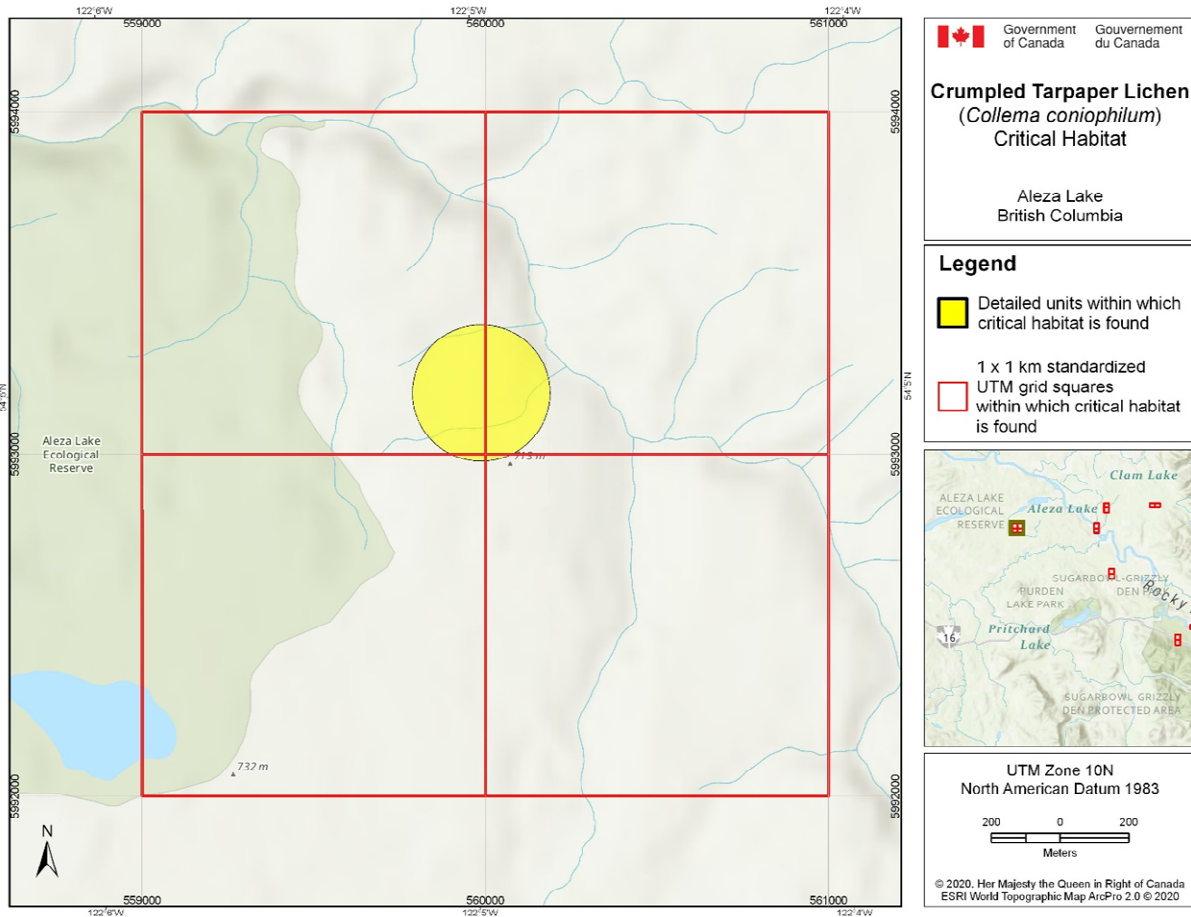 122°6'W
122°5'W
122°4'W
559000
560000
561000
5994000
5994000
54°5'N
5993000
5993000
Aleza Lake
Ecological
Reserve
713 m
732 m
5992000
5992000
N
559000
560000
561000
122°6'W
122°5'W
122°4'W
Government
of Canada
Gouvernement
du Canada
Crumpled Tarpaper Lichen
(Collema coniophilum)
Critical Habitat
Aleza Lake
British Columbia
Legend
Detailed units within which
critical habitat is found
1 x 1 km standardized
UTM grid squares
within which critical habitat
is found
Clam Lake
ALEZA LAKE
ECOLOGICAL
RESERVE
Aleza Lake
SUGARBOWL-GRIZZLY
DEN PARK
PURDEN
LAKE PARK
Rocky
16
Pritchard
Lake
SUGARBOWL GRIZZLY
DEN PROTECTED AREA
UTM Zone 10N
North American Datum 1983
200 0 200
Meters
© 2020. Her Majesty the Queen in Right of Canada
ESRI World Topographic Map ArcPro 2.0 © 2020